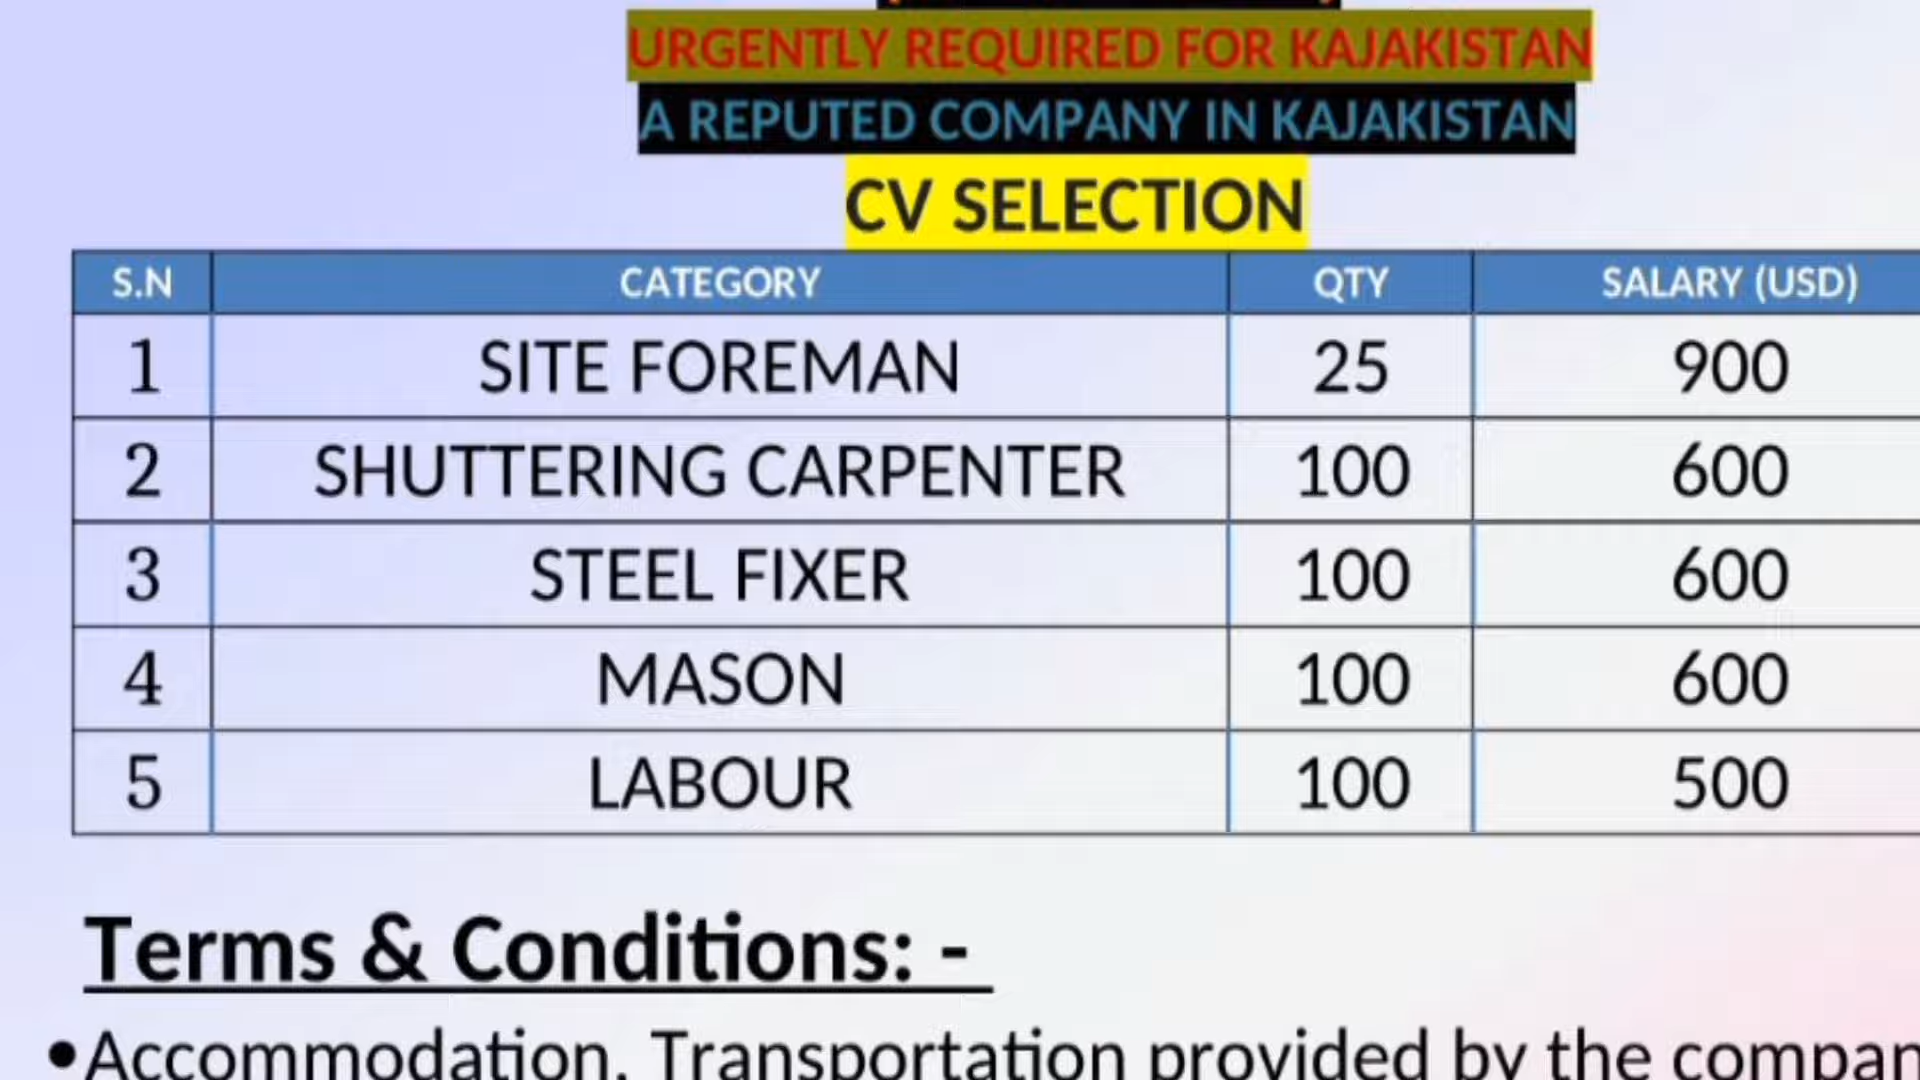 URGENTLY REQUIRED FOR KAJAKISTAN
A REPUTED COMPANY IN KAJAKISTAN
CV SELECTION
S.N CATEGORY QTY SALARY (USD)
1 SITE FOREMAN 25 900
2 SHUTTERING CARPENTER 100 600
3 STEEL FIXER 100 600
4 MASON 100 600
5 LABOUR 100 500
Terms & Conditions: -
•Accommodation, Transportation provided by the compan